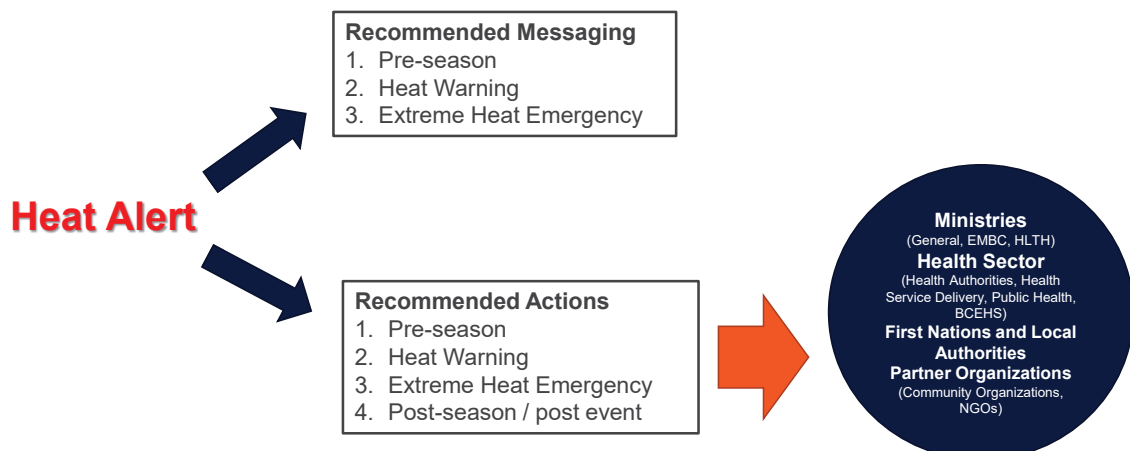 Recommended Messaging
1. Pre-season
2. Heat Warning
3. Extreme Heat Emergency
Heat Alert
Recommended Actions
1. Pre-season
2. Heat Warning
3. Extreme Heat Emergency
4. Post-season / post event
Ministries
(General, EMBC, HLTH)
Health Sector
(Health Authorities, Health
Service Delivery, Public Health,
BCEHS)
First Nations and Local
Authorities
Partner Organizations
(Community Organizations,
NGOs)